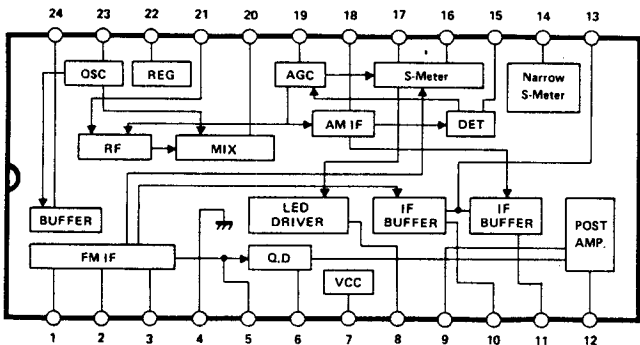 24 23 22 21 20 19 18 17 16 15 14 13
OSC
REG
AGC
S-Meter
Narrow
S-Meter
AM IF
DET
RF
MIX
BUFFER
LED
DRIVER
IF
BUFFER
IF
BUFFER
POST
AMP.
FM IF
Q.D
VCC
1 2 3 4 5 6 7 8 9 10 11 12